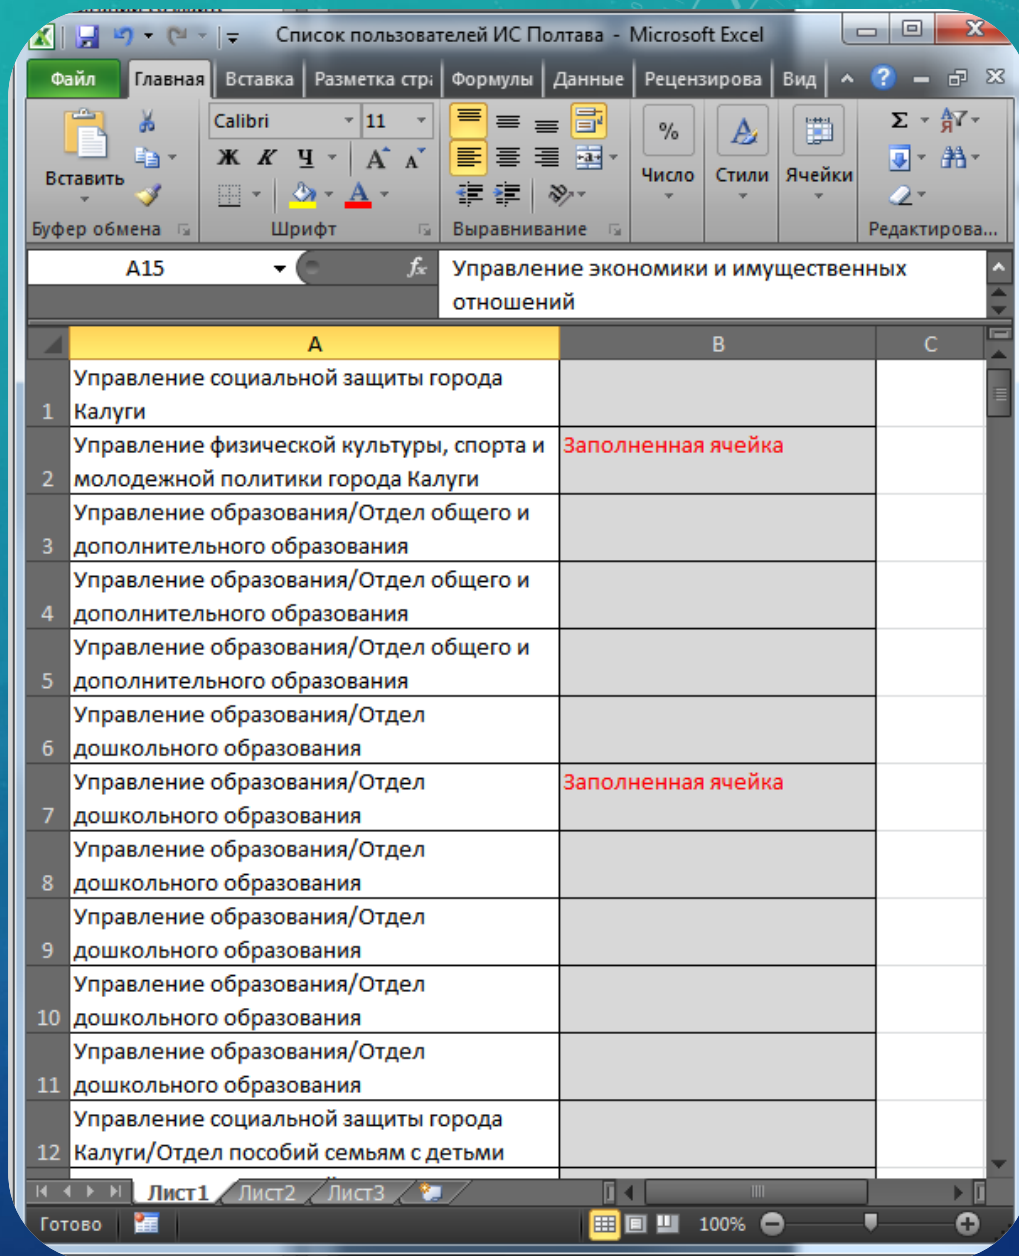 Список пользователей ИС Полтава - Microsoft Excel
Файл Главная Вставка Разметка стра Формулы Данные Рецензирова Вид
Calibri 11
Ж К Ч
Вставить Число Стили Ячейки
Буфер обмена Шрифт Выравнивание Редактирова...
A15 fx Управление экономики и имущественных
отношений
A B C
Управление социальной защиты города
1 Калуги
Управление физической культуры, спорта и Заполненная ячейка
2 молодежной политики города Калуги
Управление образования/Отдел общего и
3 дополнительного образования
Управление образования/Отдел общего и
4 дополнительного образования
Управление образования/Отдел общего и
5 дополнительного образования
Управление образования/Отдел
6 дошкольного образования
Управление образования/Отдел Заполненная ячейка
7 дошкольного образования
Управление образования/Отдел
8 дошкольного образования
Управление образования/Отдел
9 дошкольного образования
Управление образования/Отдел
10 дошкольного образования
Управление образования/Отдел
11 дошкольного образования
Управление социальной защиты города
12 Калуги/Отдел пособий семьям с детьми
Лист1 Лист2 Лист3
Готово 100%